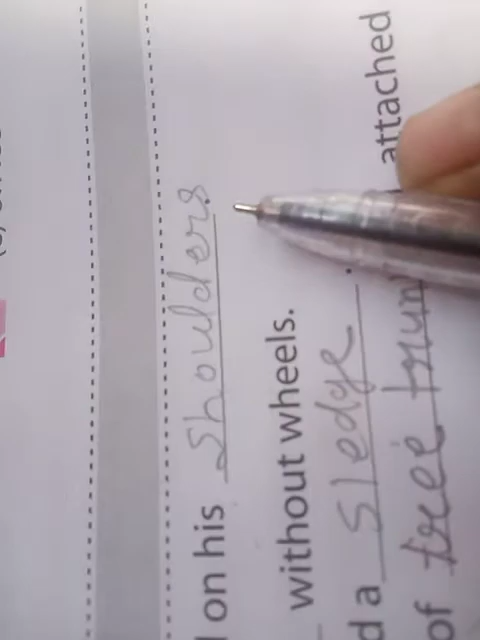 on his Shoulders
without wheels.
d a sledge.
of tree trun attached